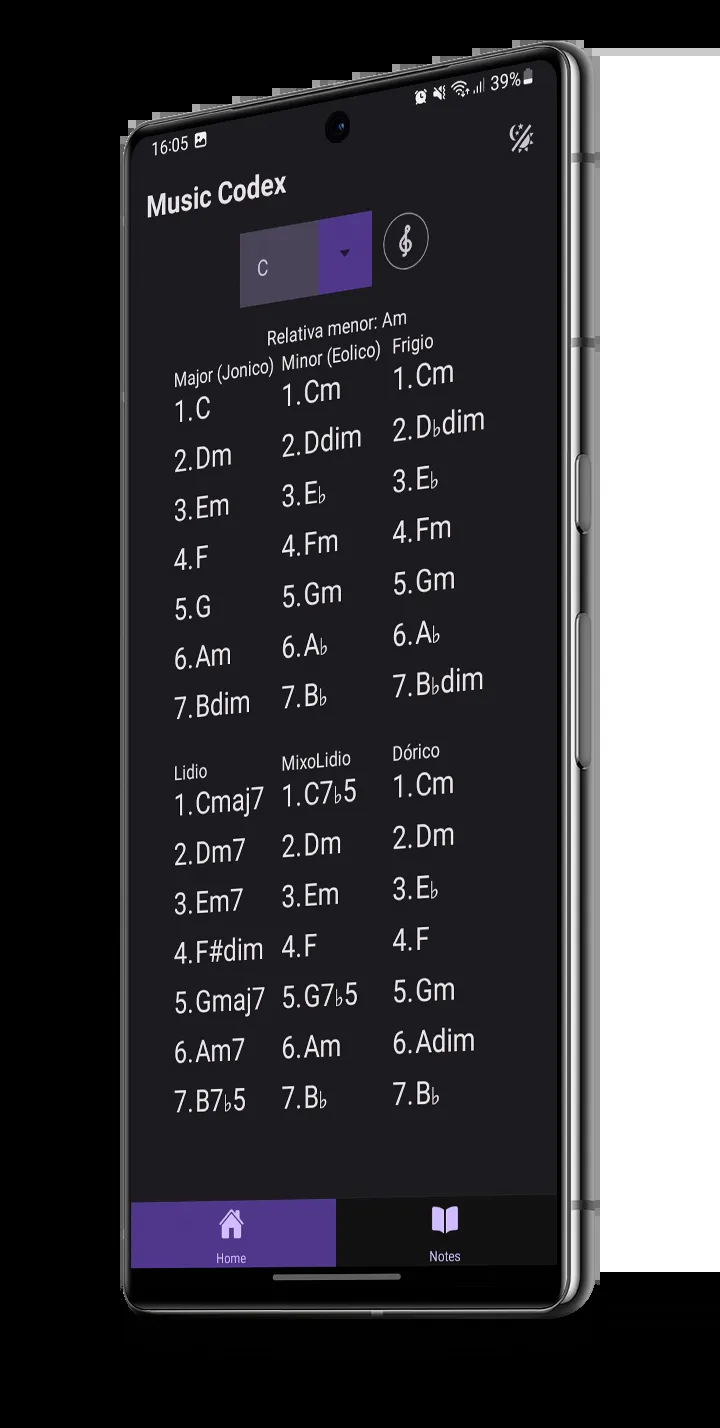 16:05 39%
Music Codex
C
Relativa menor: Am
Major (Jonico) Minor (Eolico) Frigio
1.C 1.Cm 1.Cm
2.Dm 2.Ddim 2.D♭dim
3.Em 3.E♭ 3.E♭
4.F 4.Fm 4.Fm
5.G 5.Gm 5.Gm
6.Am 6.A♭ 6.A♭
7.Bdim 7.B♭ 7.B♭dim
Lidio MixoLidio Dórico
1.Cmaj7 1.C7♭5 1.Cm
2.Dm7 2.Dm 2.Dm
3.Em7 3.Em 3.E♭
4.F#dim 4.F 4.F
5.Gmaj7 5.G7♭5 5.Gm
6.Am7 6.Am 6.Adim
7.B7♭5 7.B♭ 7.B♭
Home Notes